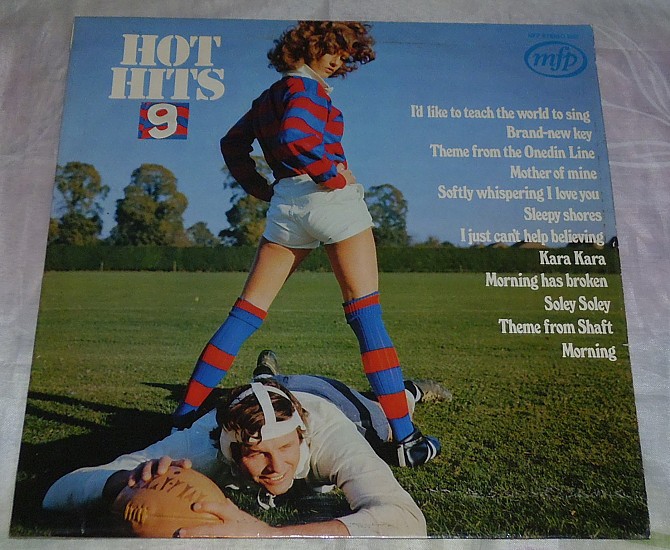 HOT
HITS
9
mfp
I'd like to teach the world to sing
Brand-new key
Theme from the Onedin Line
Mother of mine
Softly whispering I love you
Sleepy shores
I just can't help believing
Kara Kara
Morning has broken
Soley Soley
Theme from Shaft
Morning